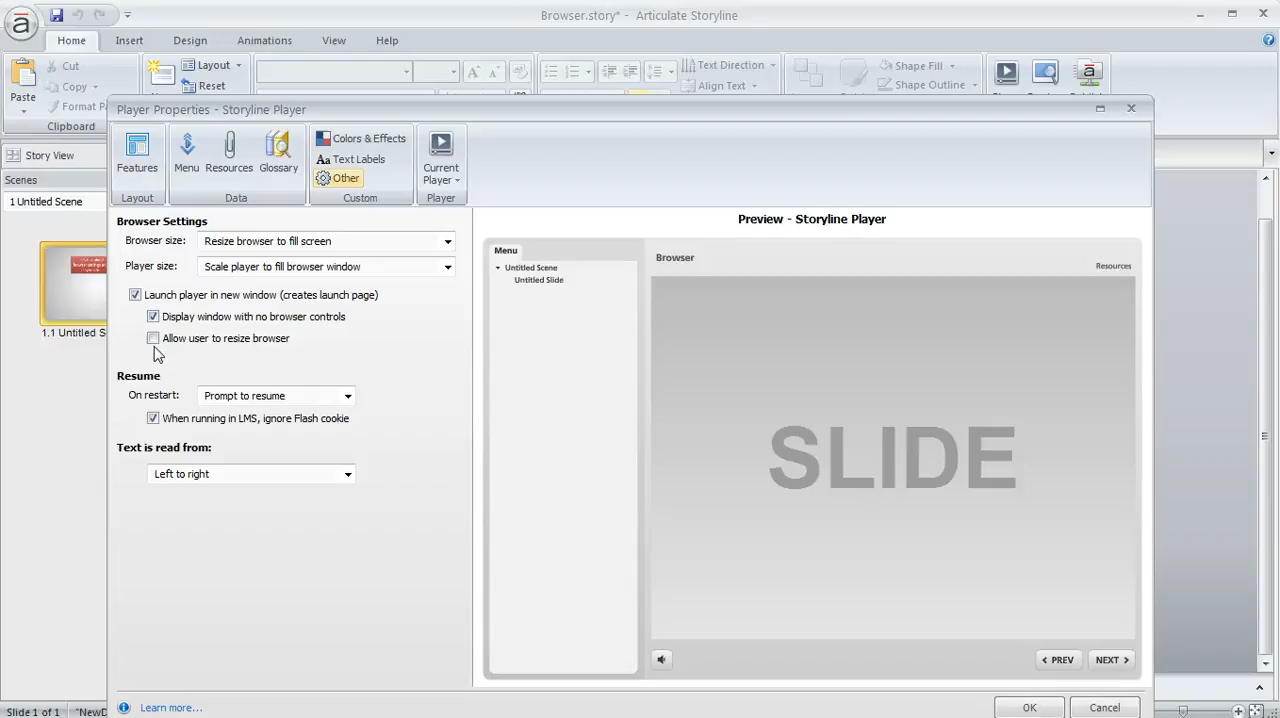 Browser.story* - Articulate Storyline
Home Insert Design Animations View Help
Cut
Copy
Format P
Paste
Clipboard
Layout
Reset
Text Direction
Align Text
Shape Fill
Shape Outline
Story View
Scenes
1 Untitled Scene
1.1 Untitled S
Player Properties - Storyline Player
Features
Menu
Resources
Glossary
Colors & Effects
Text Labels
Other
Current Player
Layout
Data
Custom
Player
Browser Settings
Browser size: Resize browser to fill screen
Player size: Scale player to fill browser window
Launch player in new window (creates launch page)
Display window with no browser controls
Allow user to resize browser
Resume
On restart: Prompt to resume
When running in LMS, ignore Flash cookie
Text is read from:
Left to right
Preview - Storyline Player
Menu
Untitled Scene
Untitled Slide
Browser
Resources
SLIDE
PREV NEXT
Learn more...
OK Cancel
Slide 1 of 1 "NewD